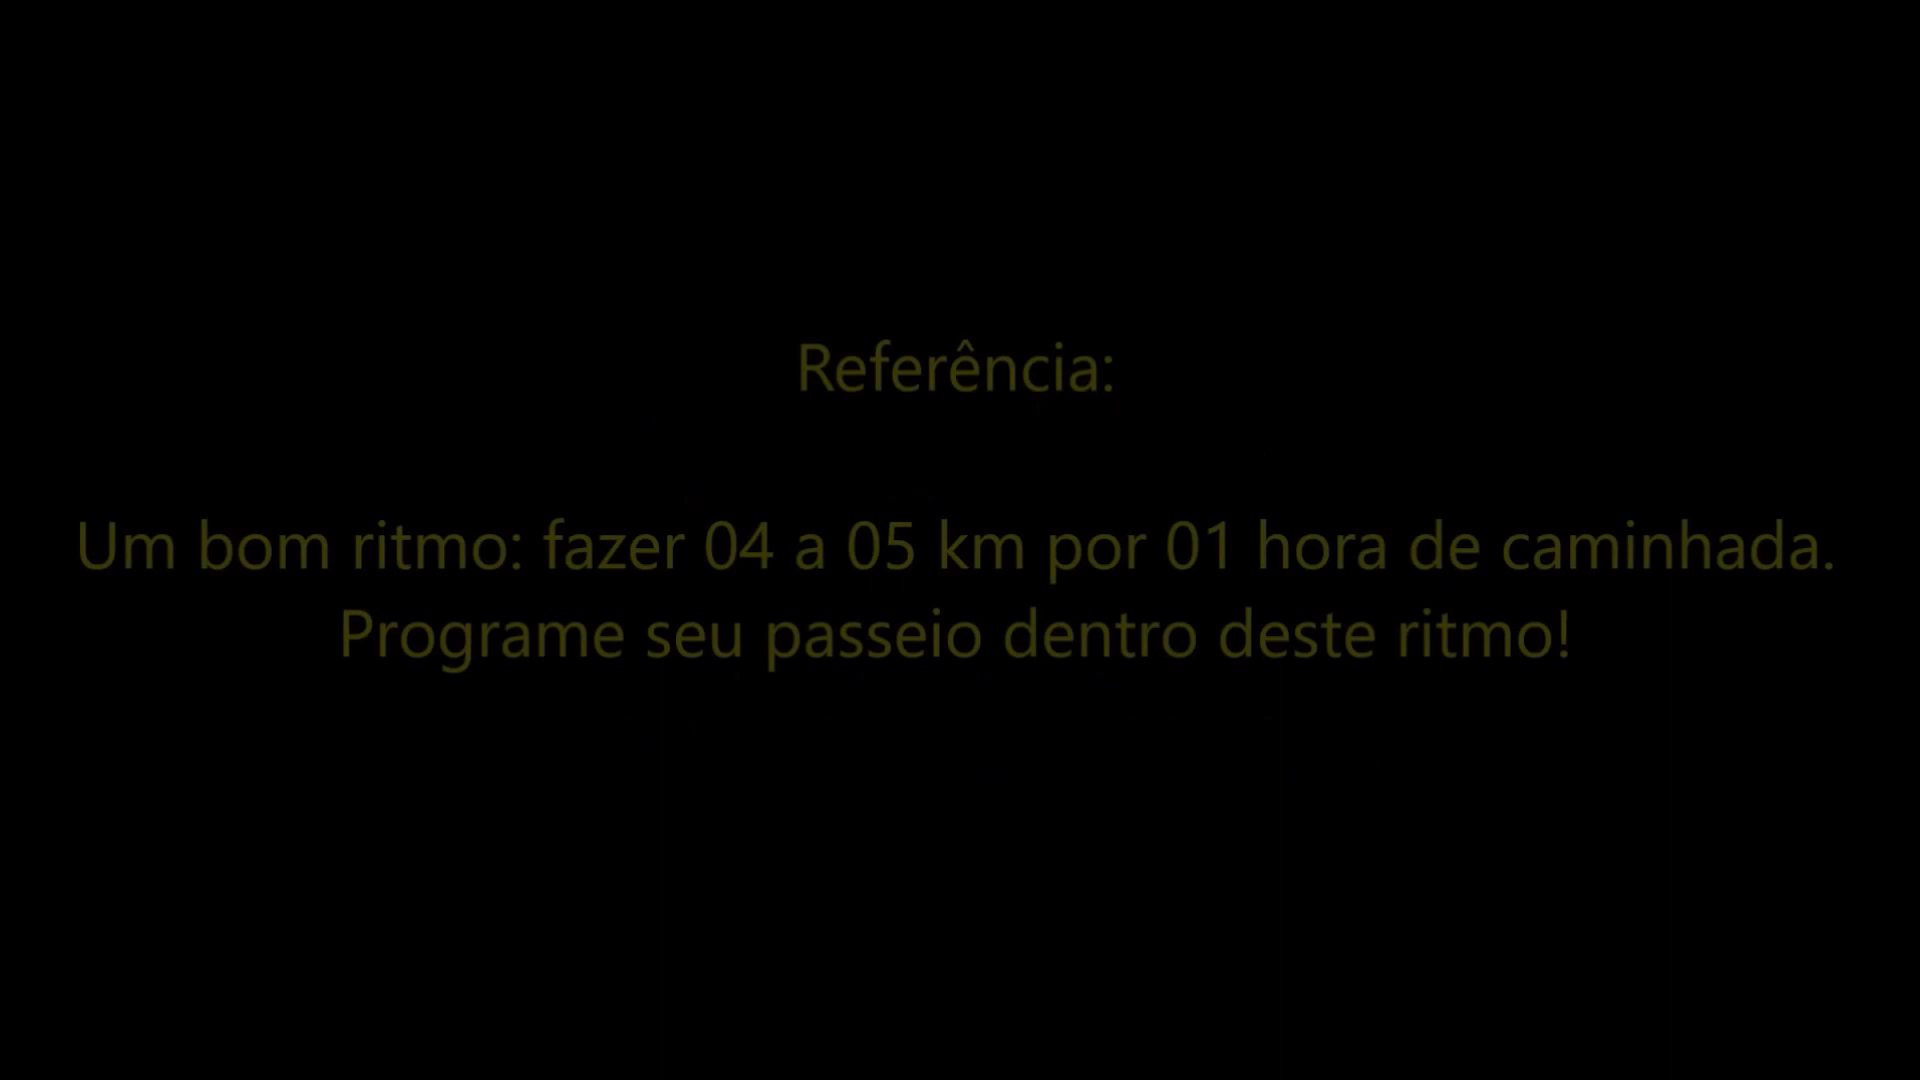 Referência:
Um bom ritmo: fazer 04 a 05 km por 01 hora de caminhada.
Programe seu passeio dentro deste ritmo!